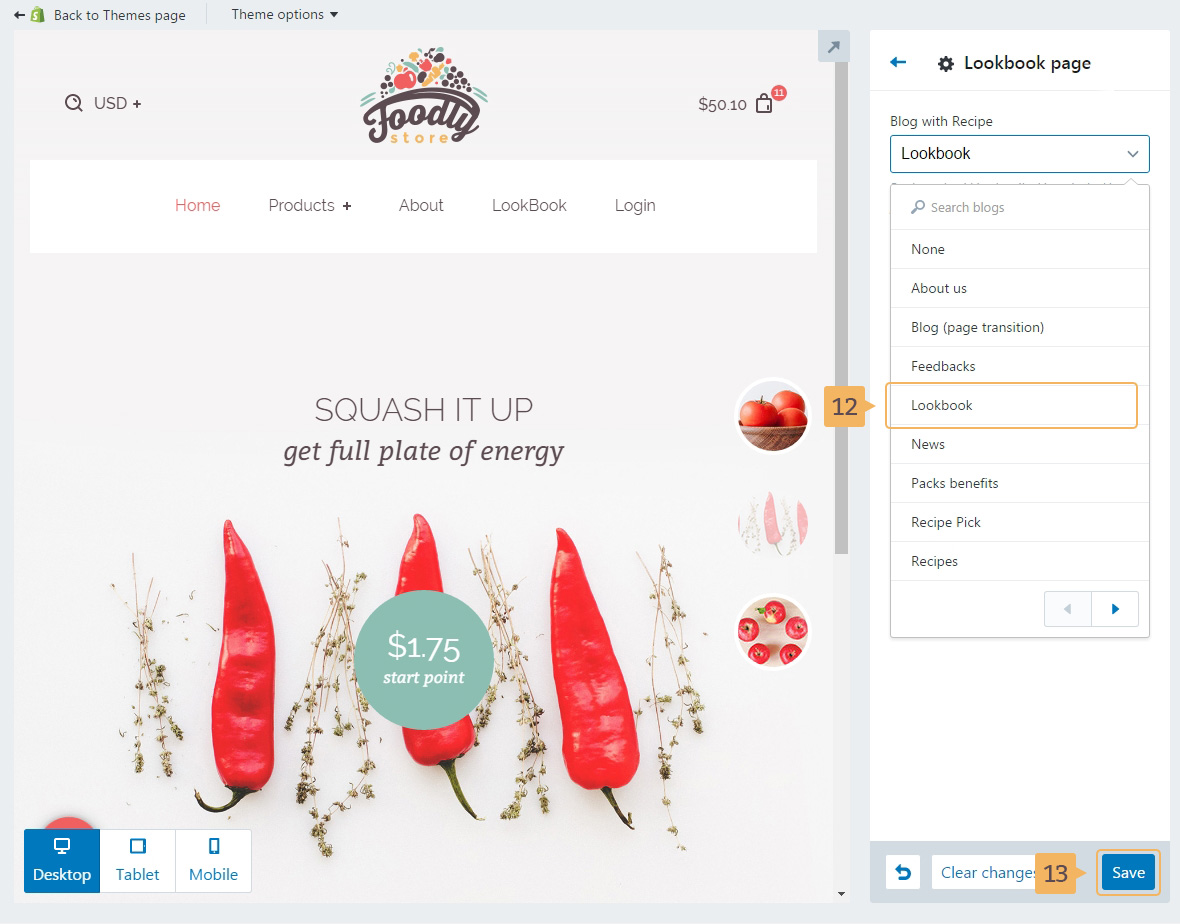 Back to Themes page
Theme options
USD +
Foodly
store
$50.10
11
Home
Products +
About
LookBook
Login
SQUASH IT UP
get full plate of energy
$1.75
start point
Desktop
Tablet
Mobile
Lookbook page
Blog with Recipe
Lookbook
Search blogs
None
About us
Blog (page transition)
Feedbacks
12
Lookbook
News
Packs benefits
Recipe Pick
Recipes
Clear changes
13
Save